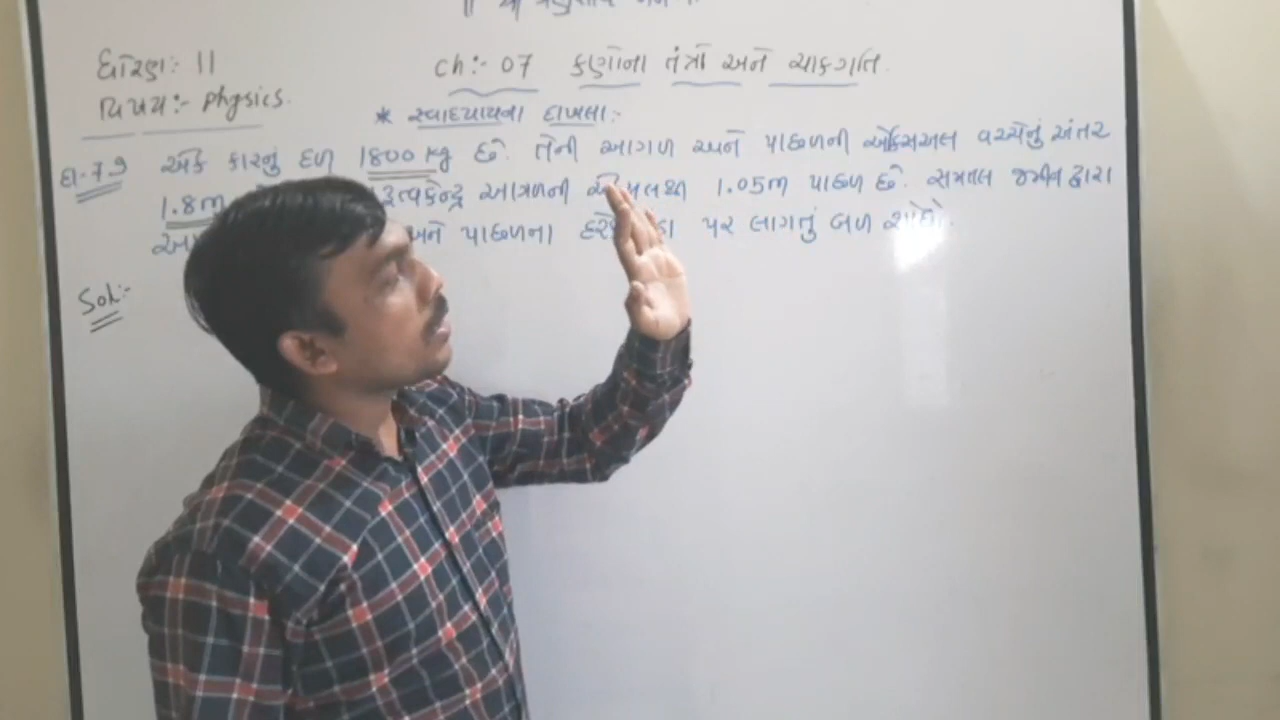 ધોરણ:- 11
ch:- 07 કણોના તંત્રો અને ચાકગતિ.
વિષય:- physics.
* સ્વાધ્યાયના દાખલા:-
દા-7.9 એક કારનું દળ 1800 kg છે. તેની આગળ અને પાછળની એક્સિઅલ વચ્ચેનું અંતર
1.8m આગળની 1.05m પાછળ છે. સમતલ જમીન દ્વારા
અને પાછળના પર લાગતું બળ શોધો.
Sol:-